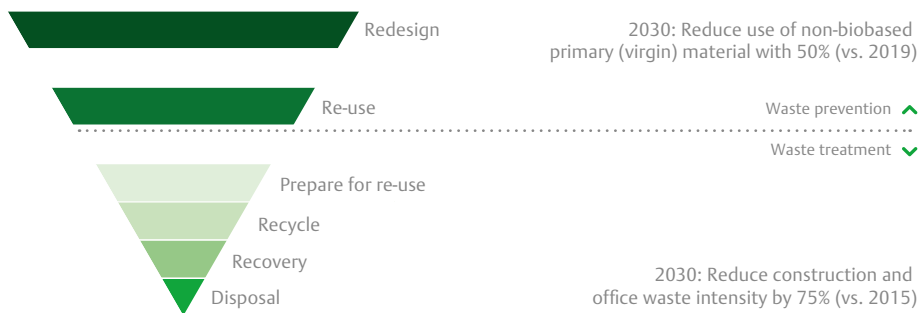 Redesign
2030: Reduce use of non-biobased
primary (virgin) material with 50% (vs. 2019)
Re-use
Waste prevention
Waste treatment
Prepare for re-use
Recycle
Recovery
Disposal
2030: Reduce construction and
office waste intensity by 75% (vs. 2015)